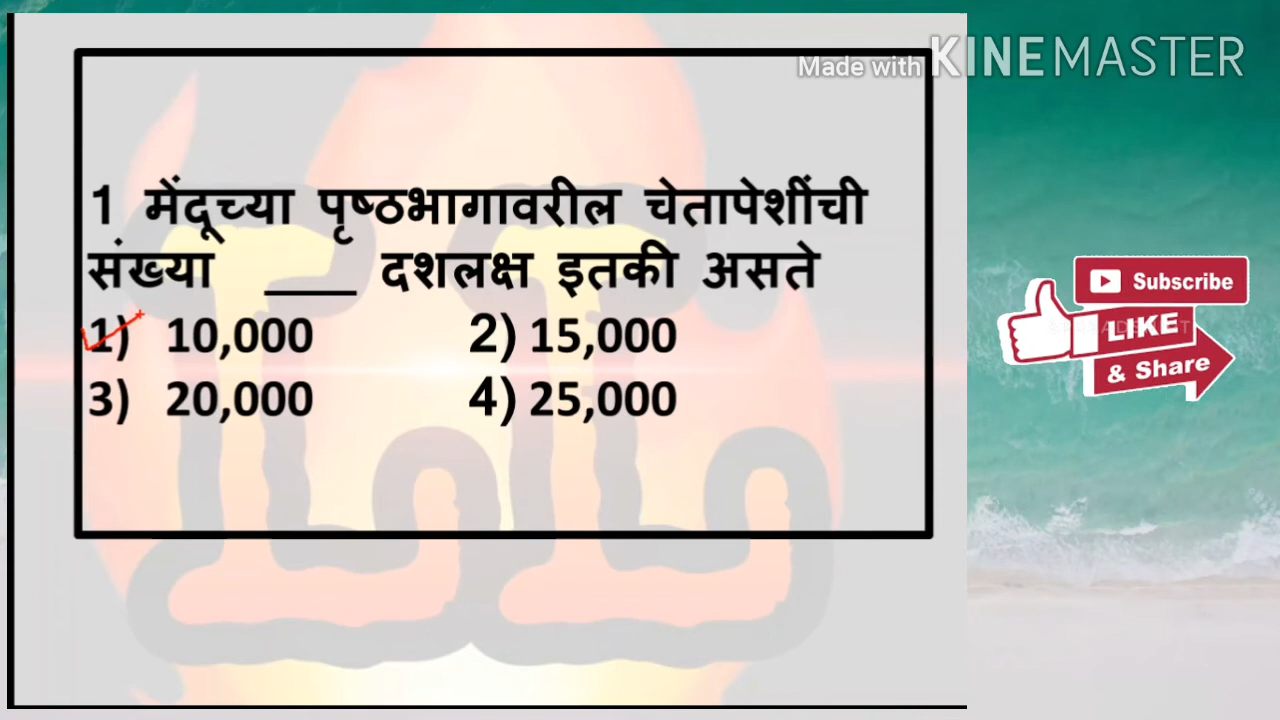 Made with KINEMASTER
1 मेंदूच्या पृष्ठभागावरील चेतापेशींची
संख्या ____ दशलक्ष इतकी असते
1) 10,000 2) 15,000
3) 20,000 4) 25,000
Subscribe
LIKE
& Share